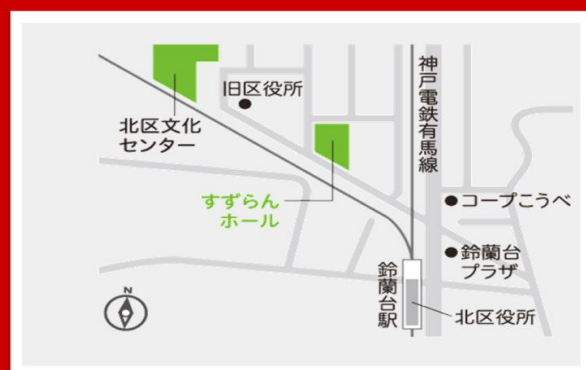 旧区役所
北区文化
センター
神戸電鉄有馬線
すずらん
ホール
コープこうべ
鈴蘭台
プラザ
鈴蘭台駅
北区役所
N